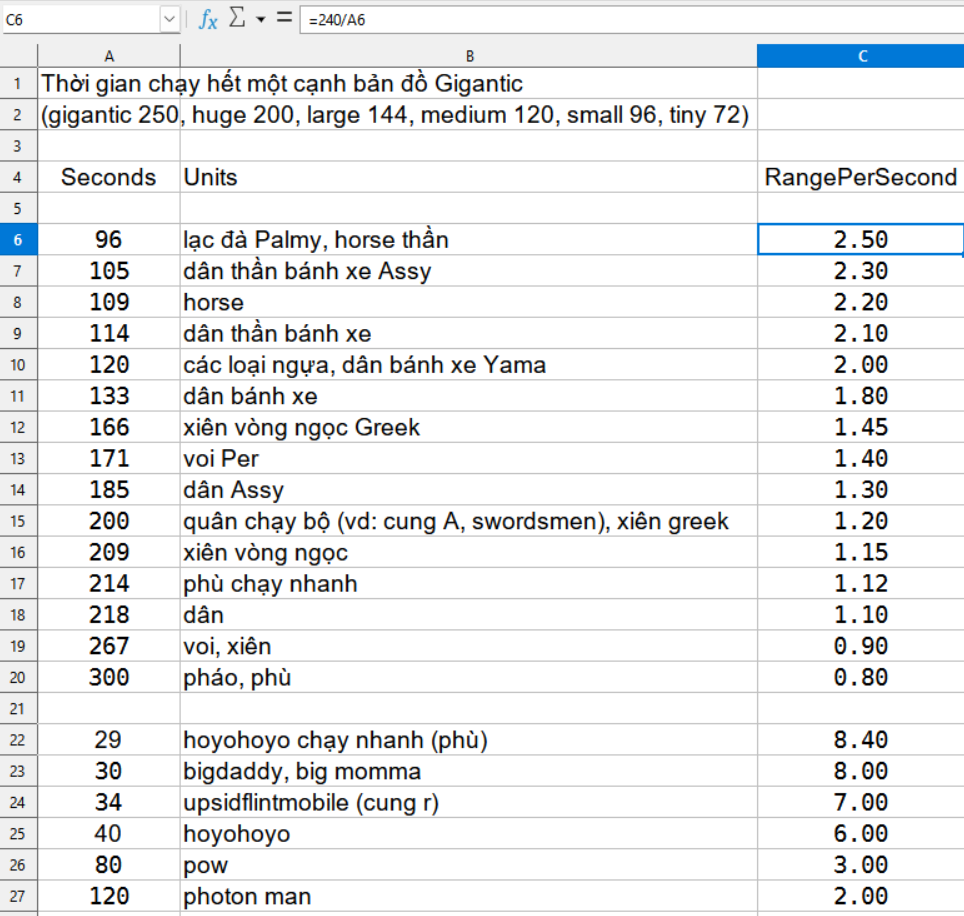 C6 fx Σ = =240/A6
A B C
1 Thời gian chạy hết một cạnh bản đồ Gigantic
2 (gigantic 250, huge 200, large 144, medium 120, small 96, tiny 72)
3
4 Seconds Units RangePerSecond
5
6 96 lạc đà Palmy, horse thần 2.50
7 105 dân thần bánh xe Assy 2.30
8 109 horse 2.20
9 114 dân thần bánh xe 2.10
10 120 các loại ngựa, dân bánh xe Yama 2.00
11 133 dân bánh xe 1.80
12 166 xiên vòng ngọc Greek 1.45
13 171 voi Per 1.40
14 185 dân Assy 1.30
15 200 quân chạy bộ (vd: cung A, swordsmen), xiên greek 1.20
16 209 xiên vòng ngọc 1.15
17 214 phù chạy nhanh 1.12
18 218 dân 1.10
19 267 voi, xiên 0.90
20 300 pháo, phù 0.80
21
22 29 hoyohoyo chạy nhanh (phù) 8.40
23 30 bigdaddy, big momma 8.00
24 34 upsidflintmobile (cung r) 7.00
25 40 hoyohoyo 6.00
26 80 pow 3.00
27 120 photon man 2.00